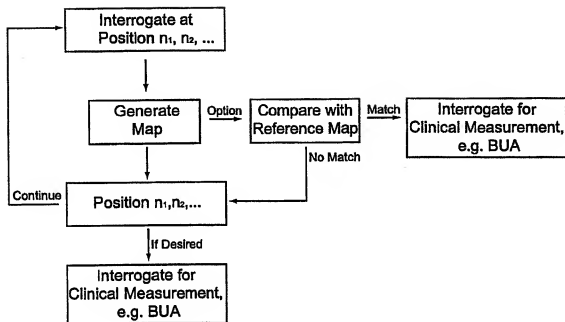 Interrogate at
Position n₁, n₂, ...
Generate
Map
Option
Compare with
Reference Map
Match
Interrogate for
Clinical Measurement,
e.g. BUA
No Match
Continue
Position n₁,n₂,...
If Desired
Interrogate for
Clinical Measurement,
e.g. BUA